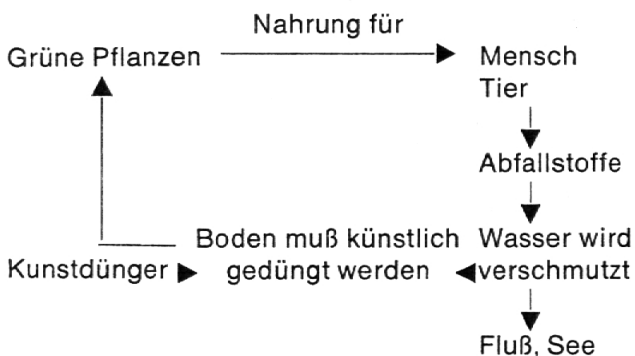 Nahrung für
Grüne Pflanzen
Mensch
Tier
Abfallstoffe
Boden muß künstlich
gedüngt werden
Wasser wird
verschmutzt
Kunstdünger
Fluß, See